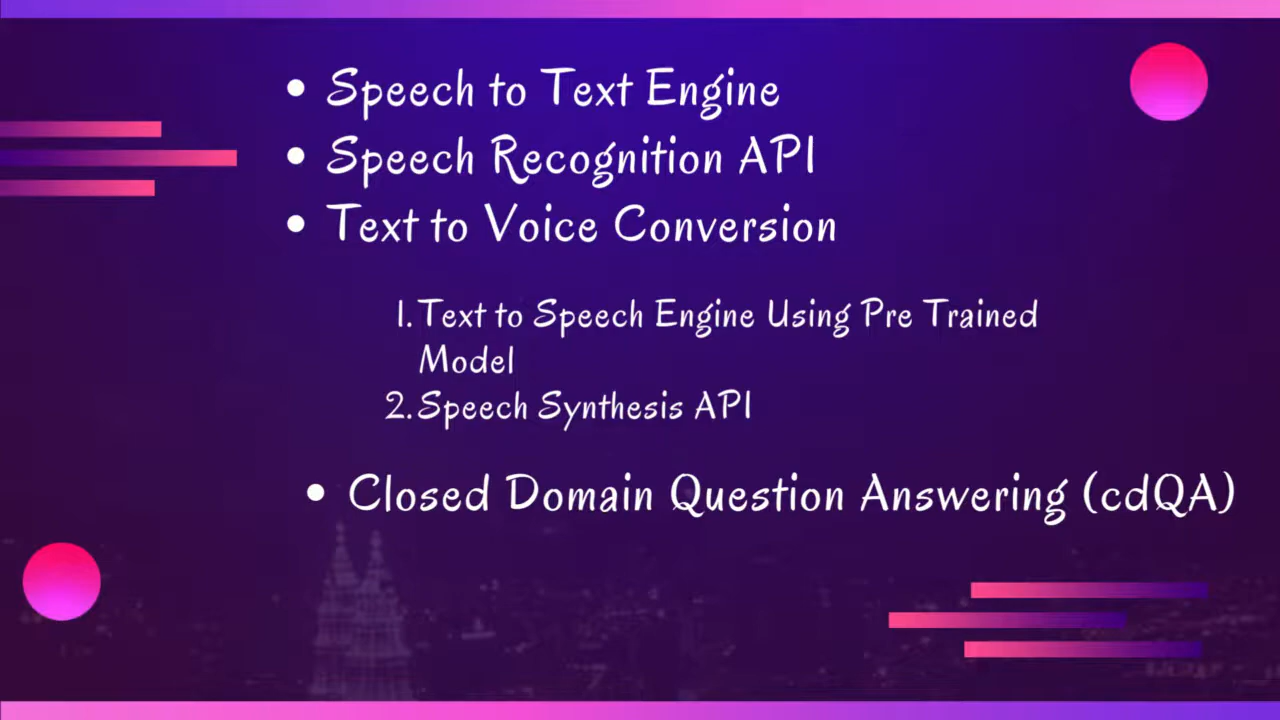 • Speech to Text Engine
• Speech Recognition API
• Text to Voice Conversion
1. Text to Speech Engine Using Pre Trained
Model
2. Speech Synthesis API
• Closed Domain Question Answering (cdQA)